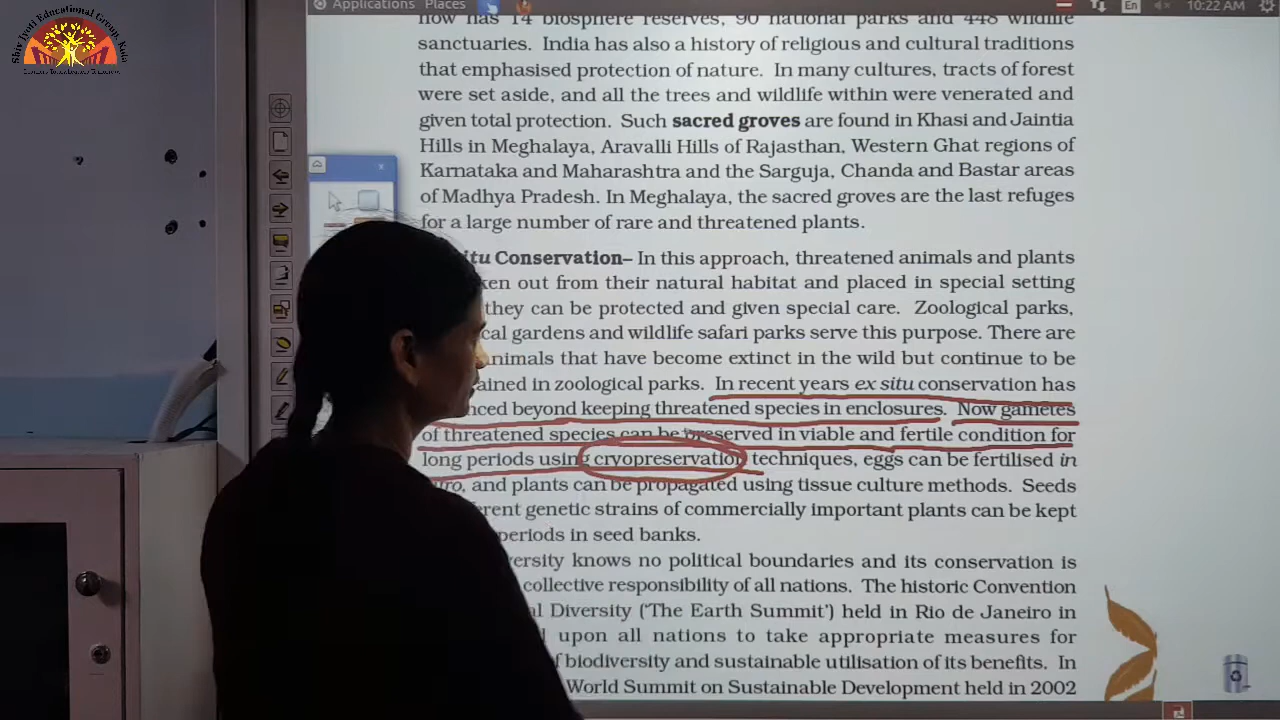 Shiv Jyoti Educational Group, Kota
Applications Places
En
10:22 AM
now has 14 biosphere reserves, 90 national parks and 448 wildlife
sanctuaries. India has also a history of religious and cultural traditions
that emphasised protection of nature. In many cultures, tracts of forest
were set aside, and all the trees and wildlife within were venerated and
given total protection. Such sacred groves are found in Khasi and Jaintia
Hills in Meghalaya, Aravalli Hills of Rajasthan, Western Ghat regions of
Karnataka and Maharashtra and the Sarguja, Chanda and Bastar areas
of Madhya Pradesh. In Meghalaya, the sacred groves are the last refuges
for a large number of rare and threatened plants.
itu Conservation– In this approach, threatened animals and plants
ken out from their natural habitat and placed in special setting
they can be protected and given special care. Zoological parks,
cal gardens and wildlife safari parks serve this purpose. There are
animals that have become extinct in the wild but continue to be
ained in zoological parks. In recent years ex situ conservation has
nced beyond keeping threatened species in enclosures. Now gametes
of threatened species can be preserved in viable and fertile condition for
long periods using cryopreservation techniques, eggs can be fertilised in
tro, and plants can be propagated using tissue culture methods. Seeds
erent genetic strains of commercially important plants can be kept
periods in seed banks.
versity knows no political boundaries and its conservation is
collective responsibility of all nations. The historic Convention
al Diversity ('The Earth Summit') held in Rio de Janeiro in
upon all nations to take appropriate measures for
f biodiversity and sustainable utilisation of its benefits. In
World Summit on Sustainable Development held in 2002